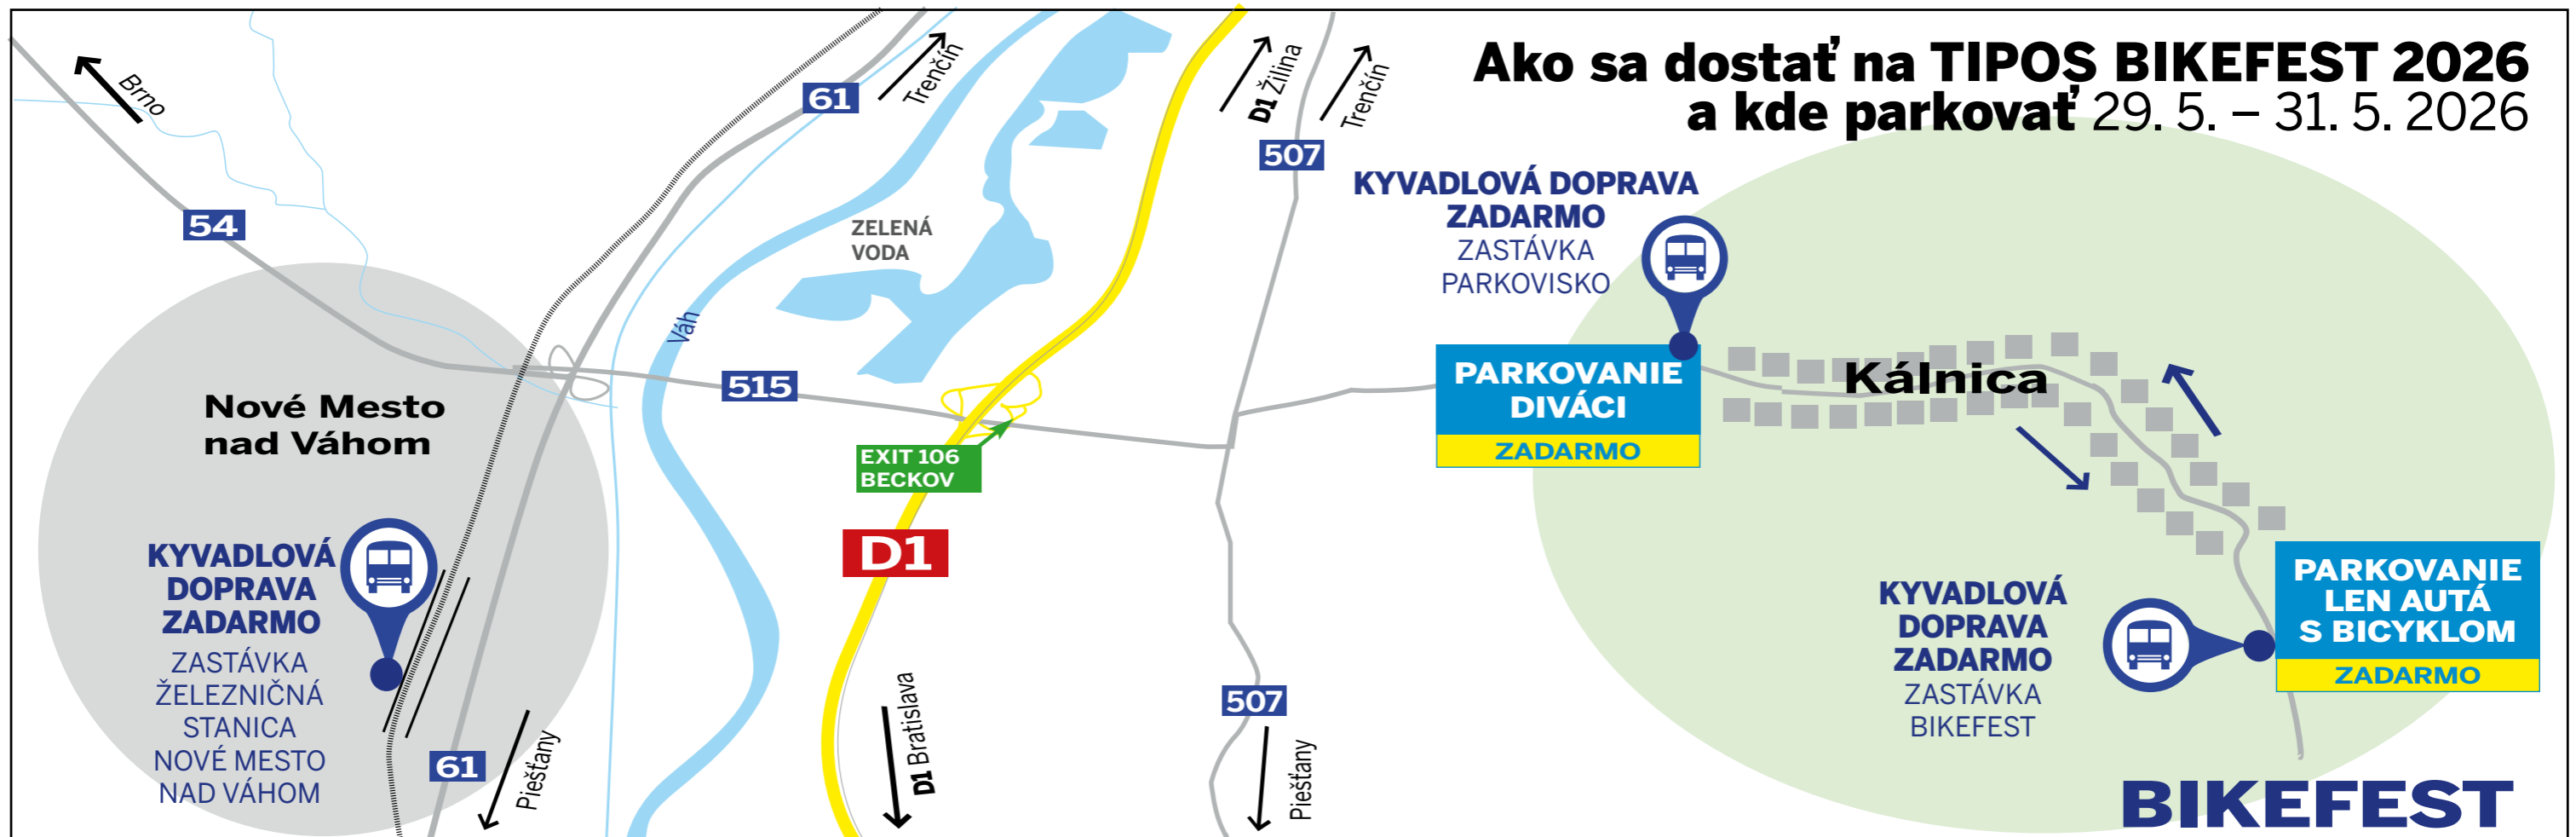 Ako sa dostať na TIPOS BIKEFEST 2026
a kde parkovať 29. 5. – 31. 5. 2026
Brno
54
61
Trenčín
D1 Žilina
Trenčín
507
ZELENÁ
VODA
Váh
515
EXIT 106
BECKOV
D1
Nové Mesto
nad Váhom
KYVADLOVÁ
DOPRAVA
ZADARMO
ZASTÁVKA
ŽELEZNIČNÁ
STANICA
NOVÉ MESTO
NAD VÁHOM
61
Piešťany
D1 Bratislava
507
Piešťany
KYVADLOVÁ DOPRAVA
ZADARMO
ZASTÁVKA
PARKOVISKO
PARKOVANIE
DIVÁCI
ZADARMO
Kálnica
KYVADLOVÁ
DOPRAVA
ZADARMO
ZASTÁVKA
BIKEFEST
PARKOVANIE
LEN AUTÁ
S BICYKLOM
ZADARMO
BIKEFEST